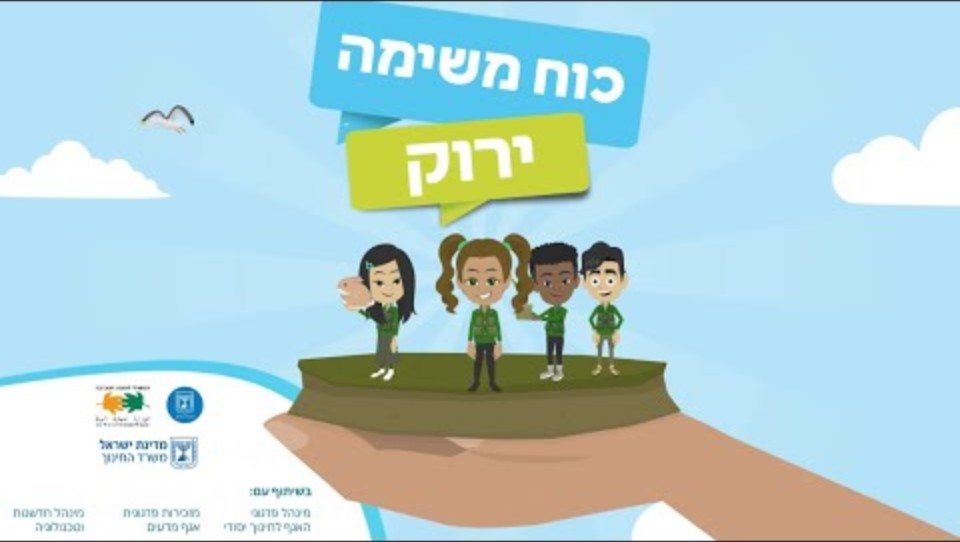 כוח משימה
ירוק
מדינת ישראל
משרד החינוך
בשיתוף עם:
מינהל פדגוגי
האגף לחינוך יסודי
מזכירות פדגוגית
אגף מדעים
מינהל חדשנות
וטכנולוגיה